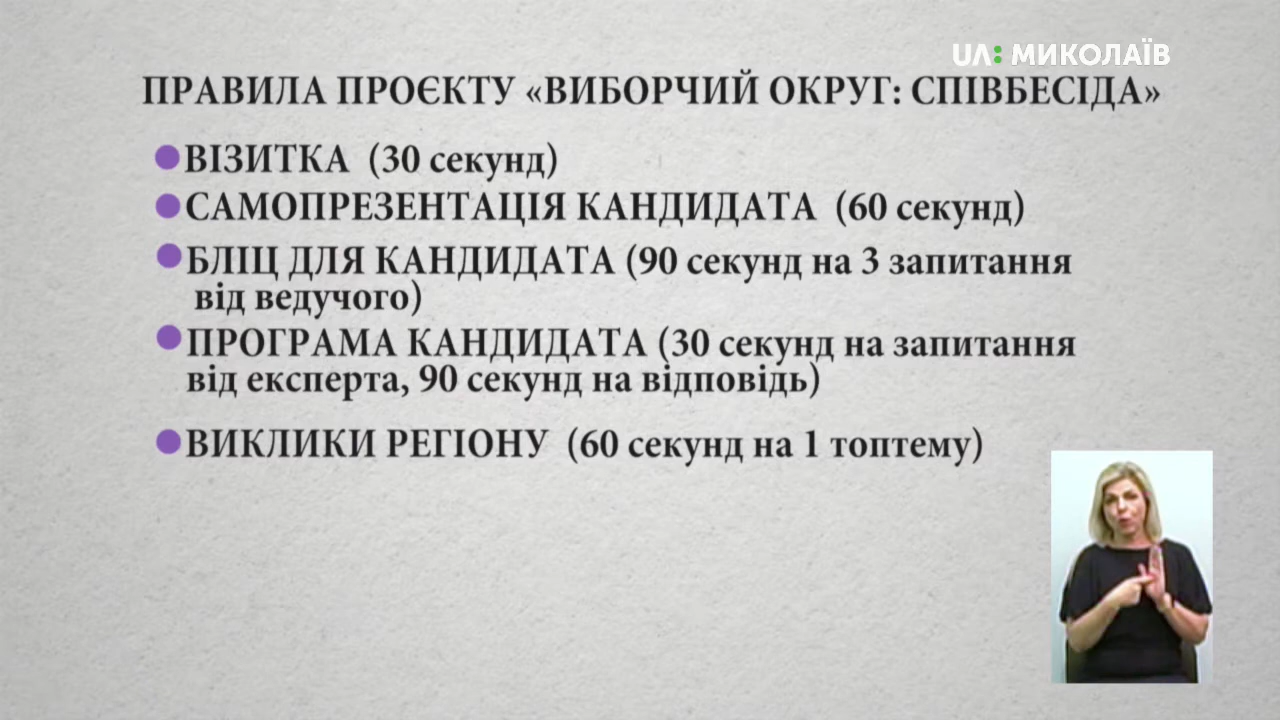 UA: МИКОЛАЇВ
ПРАВИЛА ПРОЄКТУ «ВИБОРЧИЙ ОКРУГ: СПІВБЕСІДА»
ВІЗИТКА (30 секунд)
САМОПРЕЗЕНТАЦІЯ КАНДИДАТА (60 секунд)
БЛІЦ ДЛЯ КАНДИДАТА (90 секунд на 3 запитання
від ведучого)
ПРОГРАМА КАНДИДАТА (30 секунд на запитання
від експерта, 90 секунд на відповідь)
ВИКЛИКИ РЕГІОНУ (60 секунд на 1 топтему)